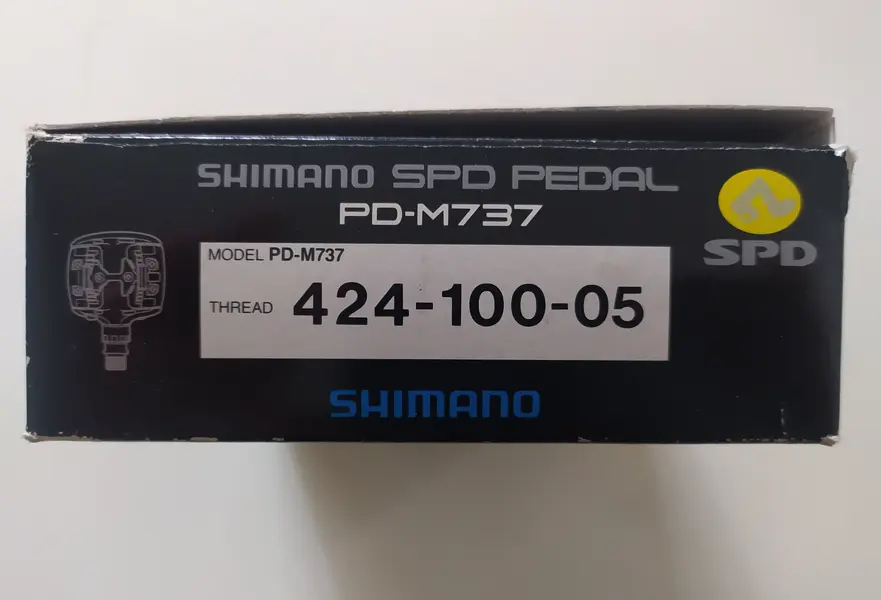 SHIMANO SPD PEDAL
PD-M737
SPD
MODEL PD-M737
THREAD 424-100-05
SHIMANO